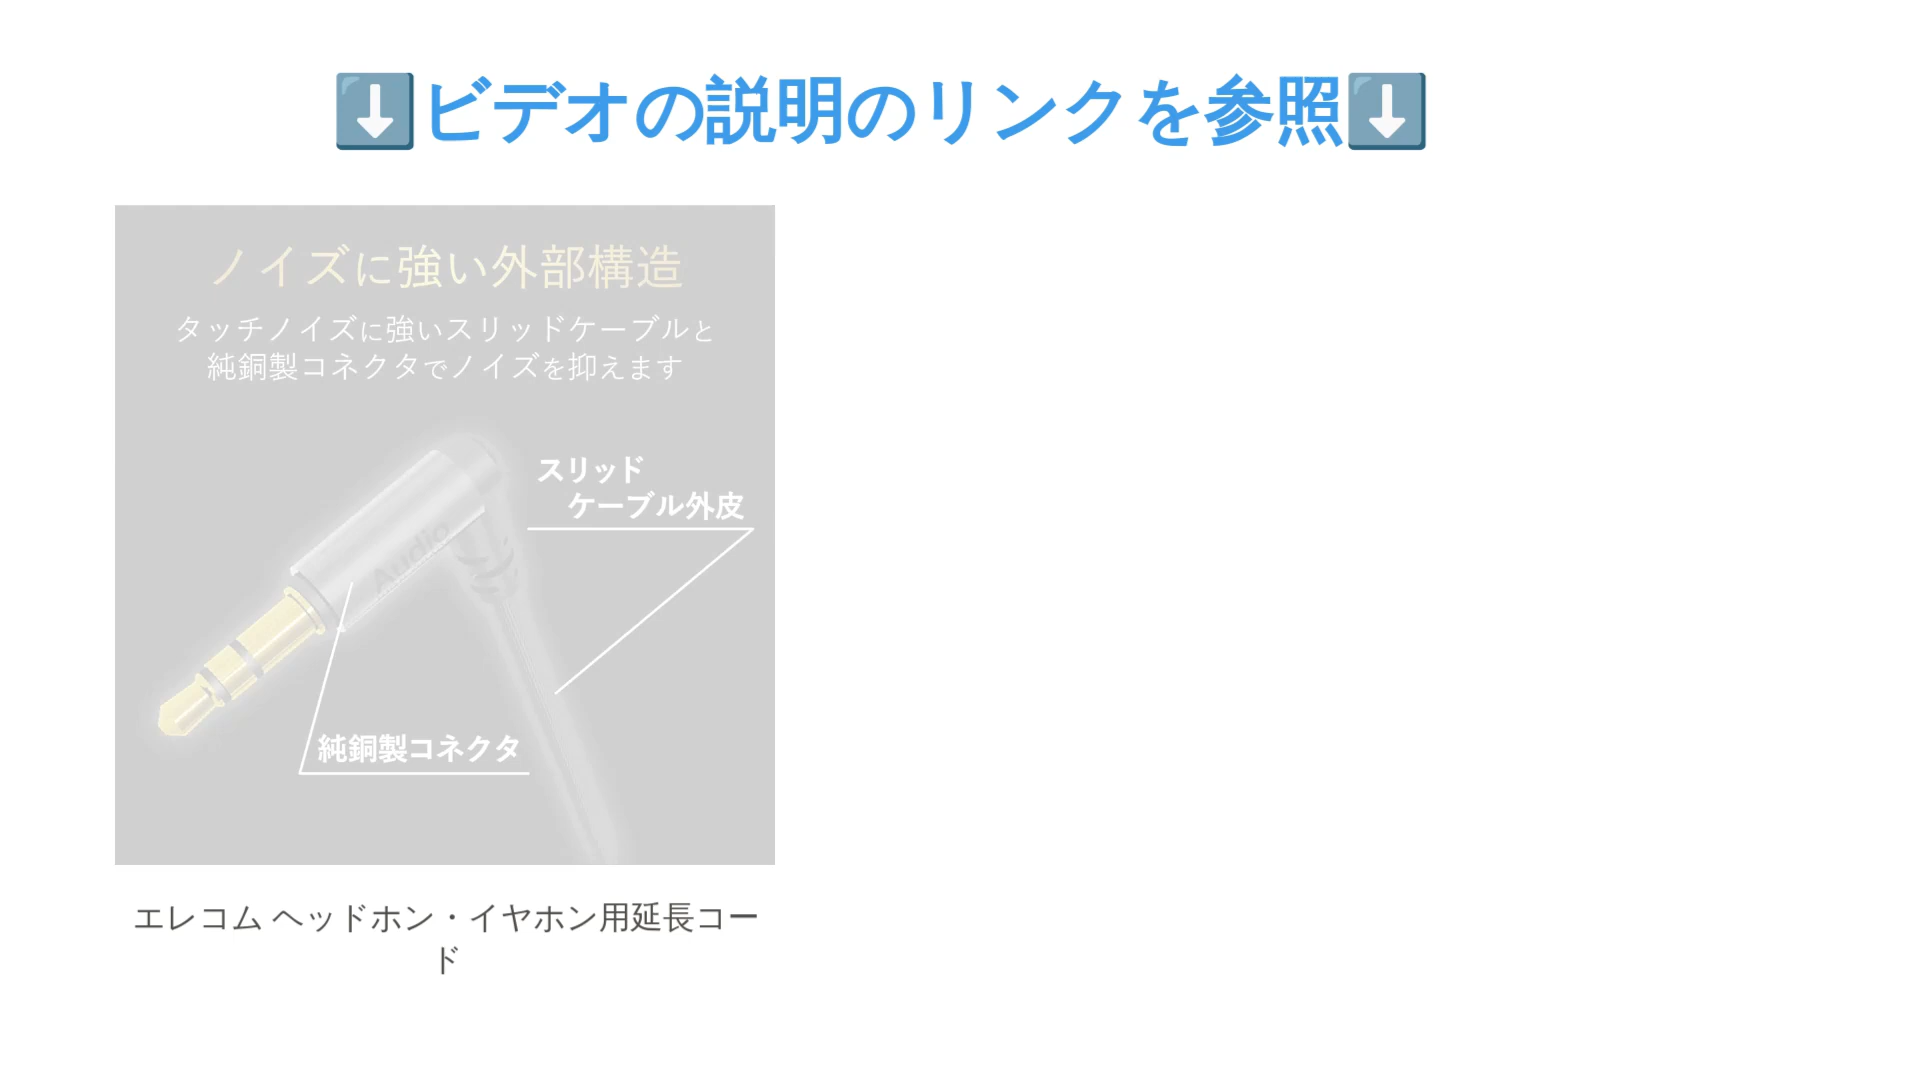 ⬇️ビデオの説明のリンクを参照⬇️
ノイズに強い外部構造
タッチノイズに強いスリッドケーブルと
純銅製コネクタでノイズを抑えます
スリッド
ケーブル外皮
Audio
純銅製コネクタ
エレコム ヘッドホン・イヤホン用延長コー
ド